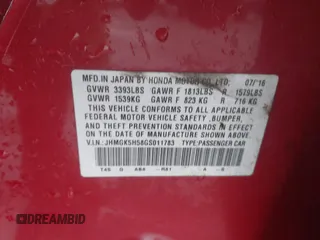 MFD. IN JAPAN BY HONDA MOTOR CO., LTD. 07/'16
GVWR 3393LBS GAWR F 1813LBS R 1579LBS
GVWR 1539KG GAWR F 823 KG R 716 KG
THIS VEHICLE CONFORMS TO ALL APPLICABLE
FEDERAL MOTOR VEHICLE SAFETY, BUMPER,
AND THEFT PREVENTION STANDARDS IN EFFECT
ON THE DATE OF MANUFACTURE SHOWN ABOVE.
V.I.N.: JHMGK5H58GS011783 TYPE:PASSENGER CAR
AUTOBIDMASTER